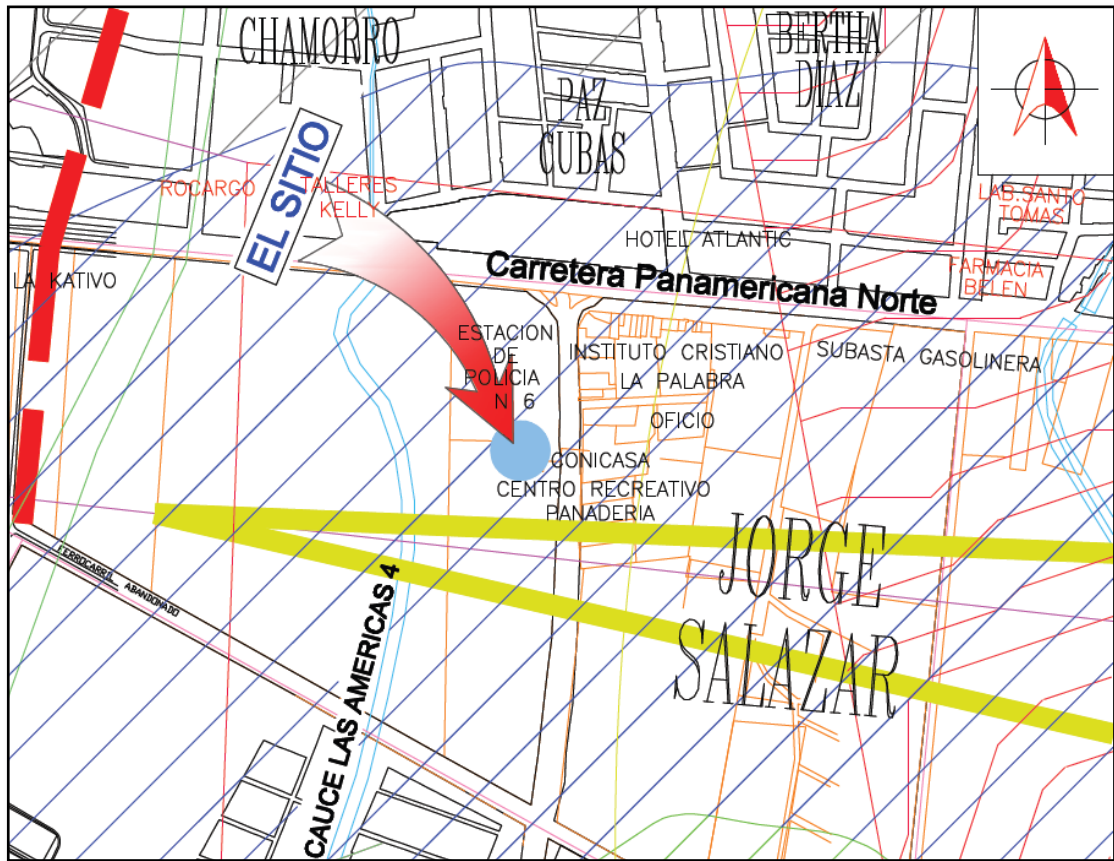 CHAMORRO
BERTHA
DIAZ
PAZ
CUBAS
EL SITIO
ROCARGO
TALLERES
KELLY
LAB.SANTO
TOMAS
HOTEL ATLANTIC
LA KATIVO
Carretera Panamericana Norte
FARMACIA
BELEN
ESTACION
DE
POLICIA
N 6
INSTITUTO CRISTIANO
LA PALABRA
SUBASTA GASOLINERA
OFICIO
CONICASA
CENTRO RECREATIVO
PANADERIA
JORGE
SALAZAR
FERROCARRIL ABANDONADO
CAUCE LAS AMERICAS 4